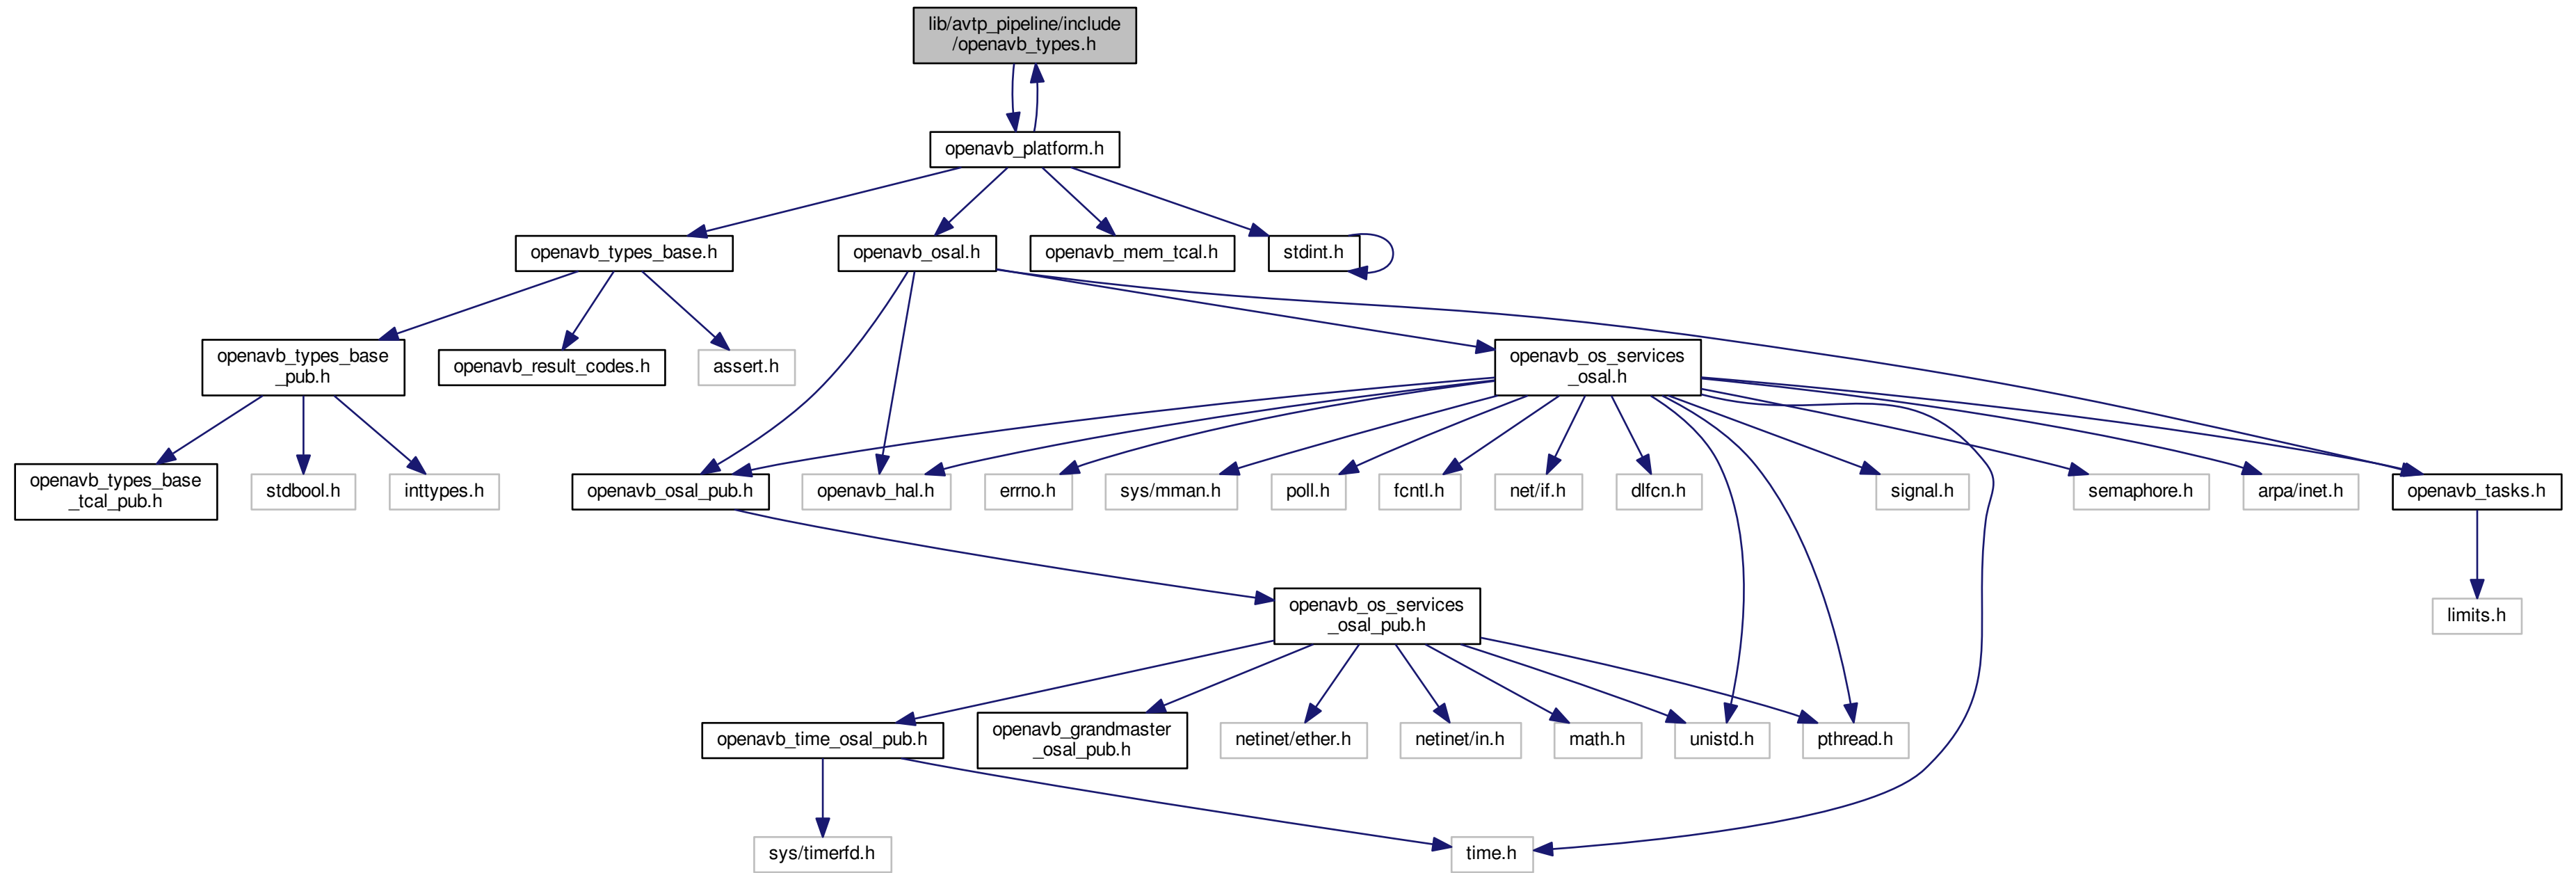 lib/avtp_pipeline/include
/openavb_types.h
openavb_platform.h
openavb_types_base.h
openavb_osal.h
openavb_mem_tcal.h
stdint.h
openavb_types_base
_pub.h
openavb_result_codes.h
assert.h
openavb_os_services
_osal.h
openavb_types_base
_tcal_pub.h
stdbool.h
inttypes.h
openavb_osal_pub.h
openavb_hal.h
errno.h
sys/mman.h
poll.h
fcntl.h
net/if.h
dlfcn.h
signal.h
semaphore.h
arpa/inet.h
openavb_tasks.h
openavb_os_services
_osal_pub.h
limits.h
openavb_time_osal_pub.h
openavb_grandmaster
_osal_pub.h
netinet/ether.h
netinet/in.h
math.h
unistd.h
pthread.h
sys/timerfd.h
time.h